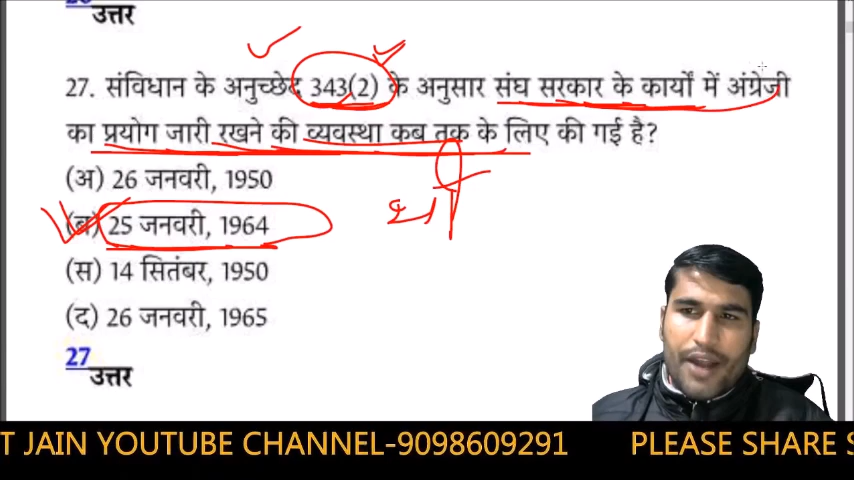 उत्तर
27. संविधान के अनुच्छेद 343(2) के अनुसार संघ सरकार के कार्यों में अंग्रेजी
का प्रयोग जारी रखने की व्यवस्था कब तक के लिए की गई है?
(अ) 26 जनवरी, 1950
(ब) 25 जनवरी, 1964
(स) 14 सितंबर, 1950
(द) 26 जनवरी, 1965
27
उत्तर
T JAIN YOUTUBE CHANNEL-9098609291 PLEASE SHARE S